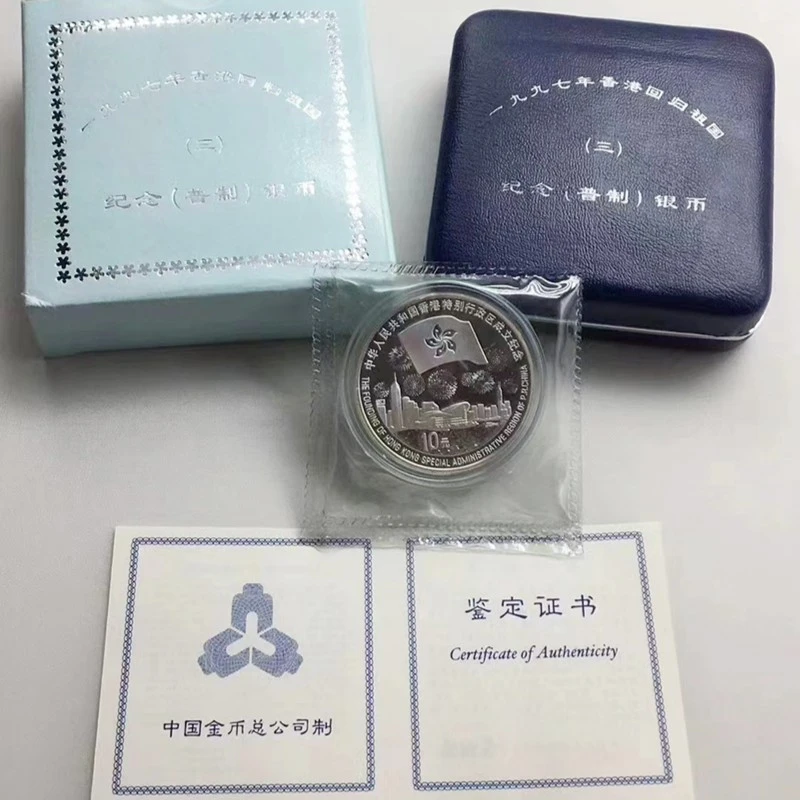 一九九七年香港回归祖国
(三)
纪念(普制)银币
一九九七年香港回归祖国
(三)
纪念(普制)银币
中华人民共和国香港特别行政区成立纪念
10元
THE FOUNDING OF HONG KONG SPECIAL ADMINISTRATIVE REGION OF P.R.CHINA
中国金币总公司制
鉴定证书
Certificate of Authenticity